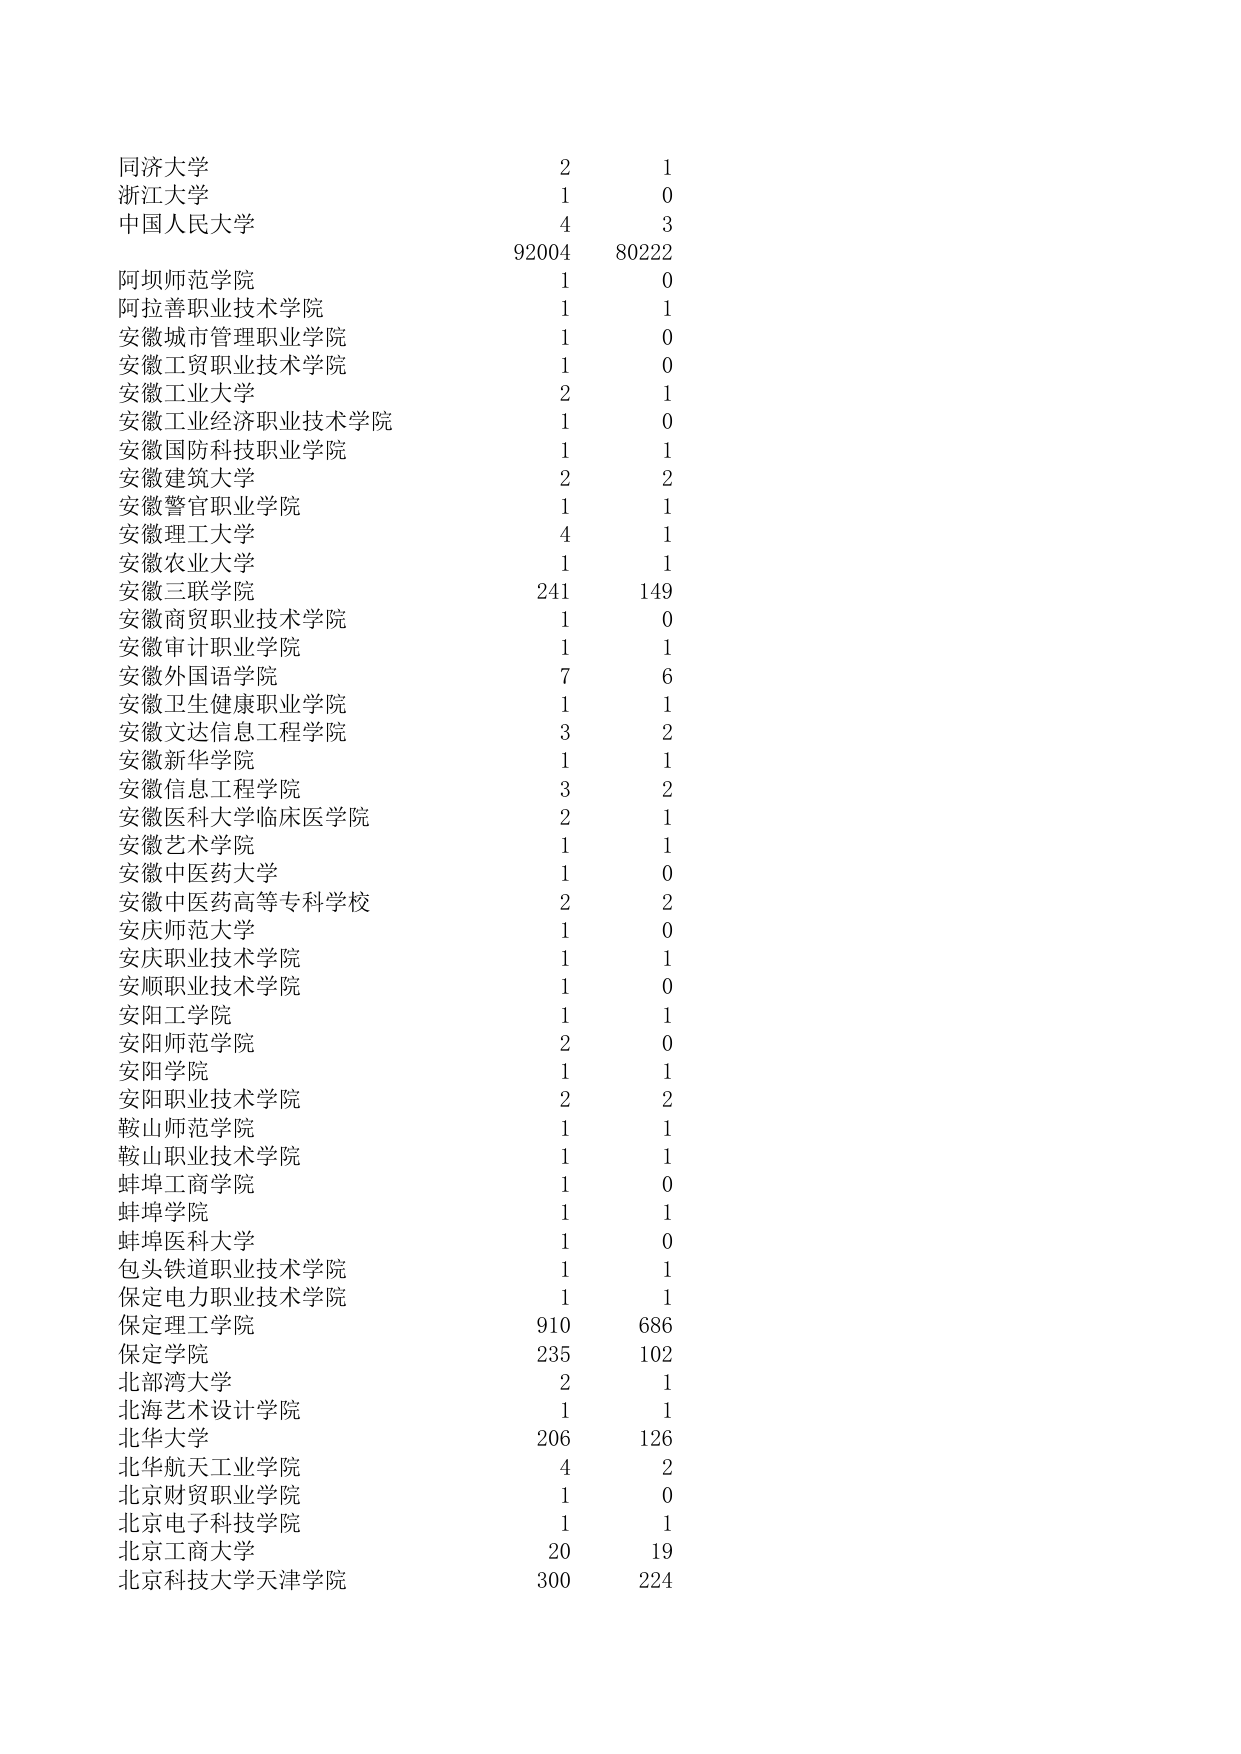 同济大学 2 1
浙江大学 1 0
中国人民大学 4 3
92004 80222
阿坝师范学院 1 0
阿拉善职业技术学院 1 1
安徽城市管理职业学院 1 0
安徽工贸职业技术学院 1 0
安徽工业大学 2 1
安徽工业经济职业技术学院 1 0
安徽国防科技职业学院 1 1
安徽建筑大学 2 2
安徽警官职业学院 1 1
安徽理工大学 4 1
安徽农业大学 1 1
安徽三联学院 241 149
安徽商贸职业技术学院 1 0
安徽审计职业学院 1 1
安徽外国语学院 7 6
安徽卫生健康职业学院 1 1
安徽文达信息工程学院 3 2
安徽新华学院 1 1
安徽信息工程学院 3 2
安徽医科大学临床医学院 2 1
安徽艺术学院 1 1
安徽中医药大学 1 0
安徽中医药高等专科学校 2 2
安庆师范大学 1 0
安庆职业技术学院 1 1
安顺职业技术学院 1 0
安阳工学院 1 1
安阳师范学院 2 0
安阳学院 1 1
安阳职业技术学院 2 2
鞍山师范学院 1 1
鞍山职业技术学院 1 1
蚌埠工商学院 1 0
蚌埠学院 1 1
蚌埠医科大学 1 0
包头铁道职业技术学院 1 1
保定电力职业技术学院 1 1
保定理工学院 910 686
保定学院 235 102
北部湾大学 2 1
北海艺术设计学院 1 1
北华大学 206 126
北华航天工业学院 4 2
北京财贸职业学院 1 0
北京电子科技学院 1 1
北京工商大学 20 19
北京科技大学天津学院 300 224